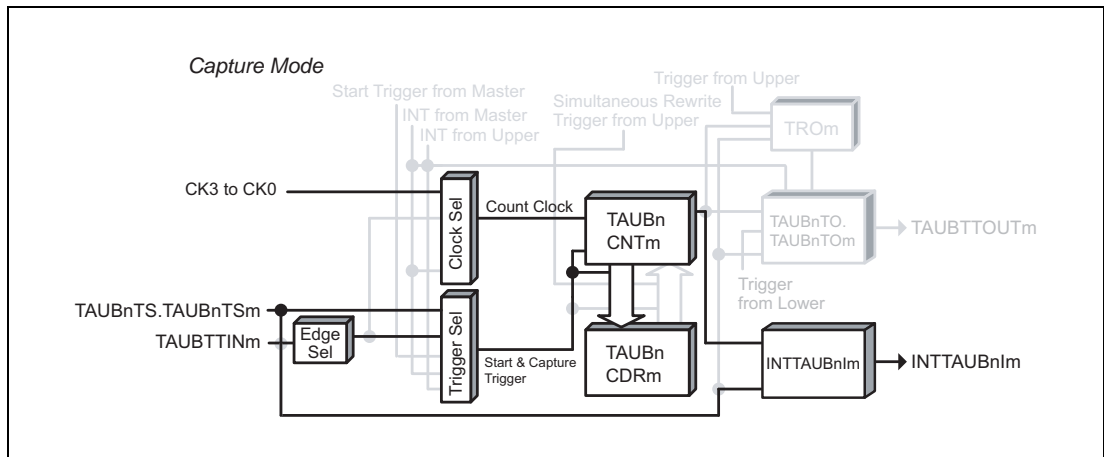 Capture Mode
Start Trigger from Master
INT from Master
INT from Upper
Simultaneous Rewrite
Trigger from Upper
Trigger from Upper
TROm
CK3 to CK0
Clock Sel
Count Clock
TAUBn
CNTm
TAUBnTO.
TAUBnTOm
TAUBTTOUTm
Trigger
from Lower
TAUBnTS.TAUBnTSm
TAUBTTINm
Edge
Sel
Trigger Sel
Start & Capture
Trigger
TAUBn
CDRm
INTTAUBnIm
INTTAUBnIm